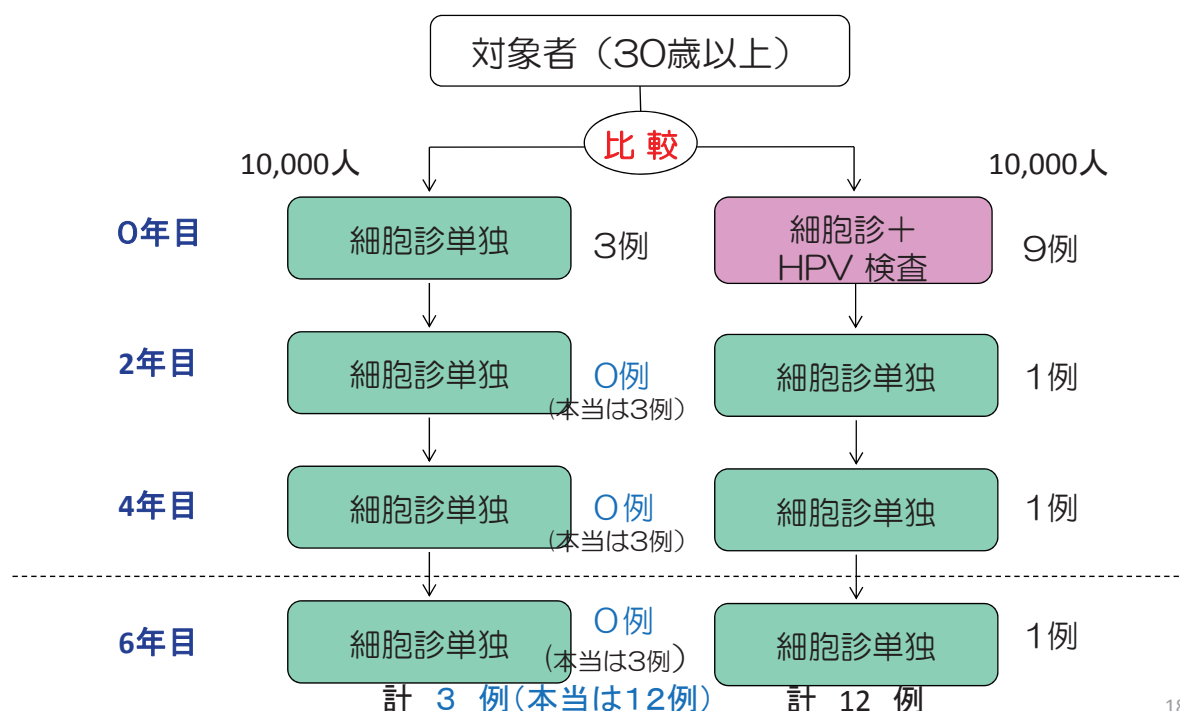 対象者（30歳以上）
比較
10,000人
10,000人
0年目
細胞診単独
3例
細胞診＋
HPV 検査
9例
2年目
細胞診単独
0例
(本当は3例)
細胞診単独
1例
4年目
細胞診単独
0例
(本当は3例)
細胞診単独
1例
6年目
細胞診単独
0例
(本当は3例)
細胞診単独
1例
計 3 例(本当は12例)
計 12 例
18